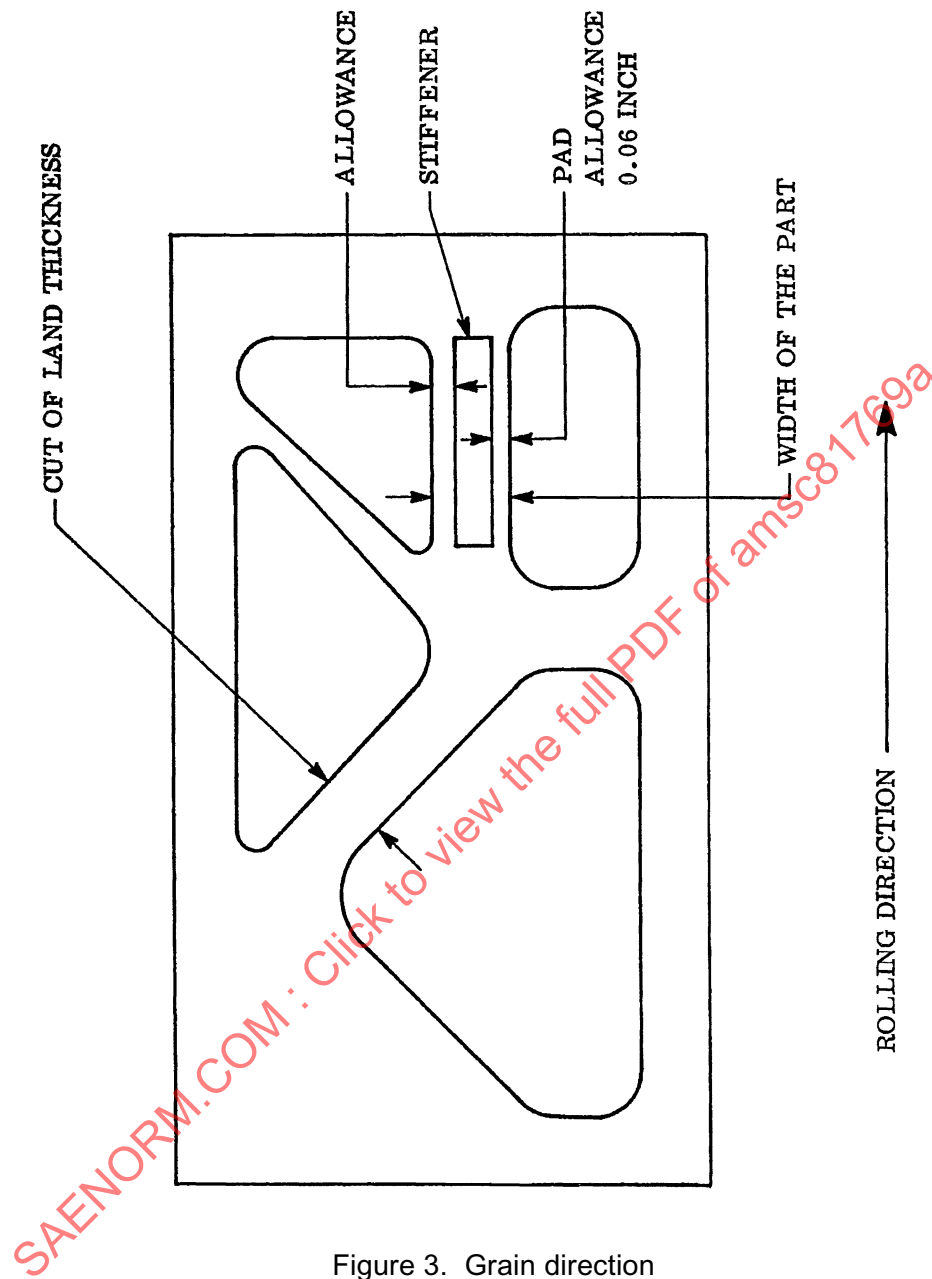 CUT OF LAND THICKNESS
ALLOWANCE
STIFFENER
PAD
ALLOWANCE
0.06 INCH
WIDTH OF THE PART
ROLLING DIRECTION
SAENORM.COM : Click to view the full PDF of amsc81769a
Figure 3. Grain direction